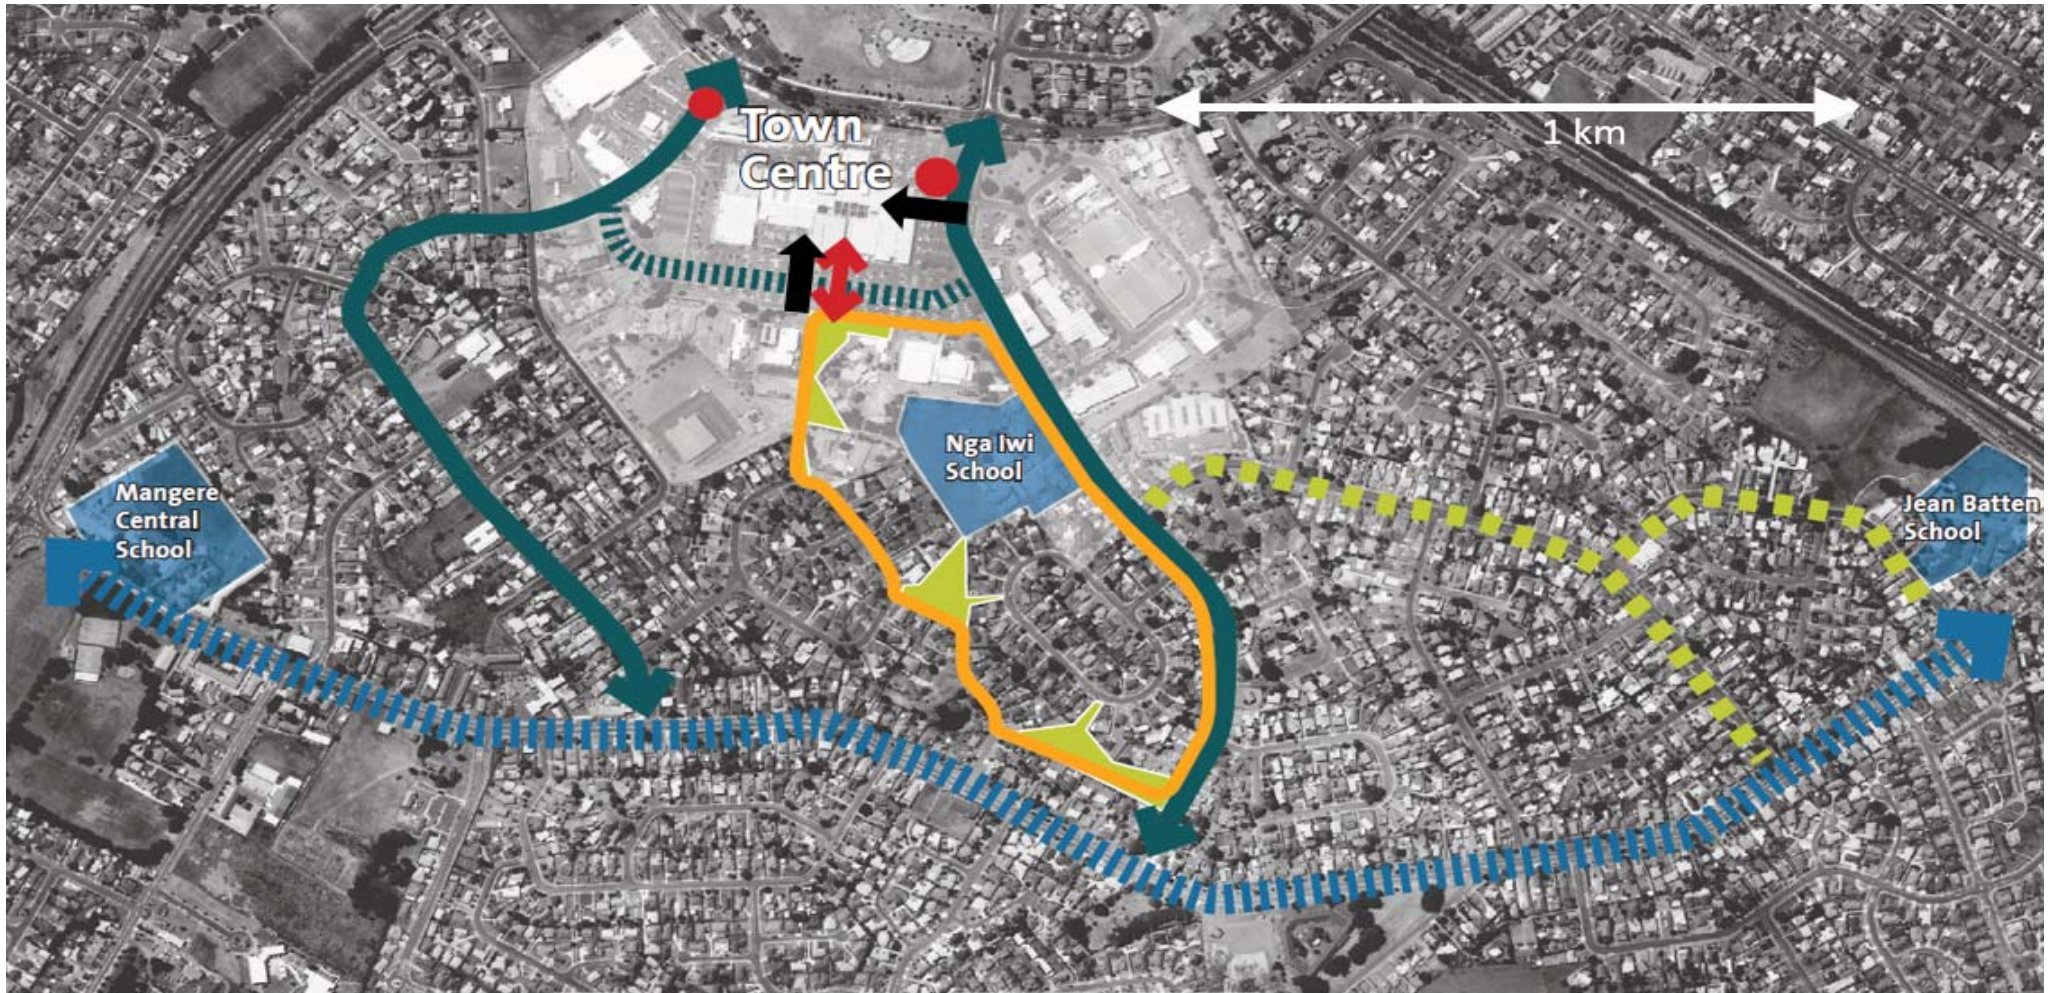 Town
Centre
1 km
Nga Iwi
School
Mangere
Central
School
Jean Batten
School